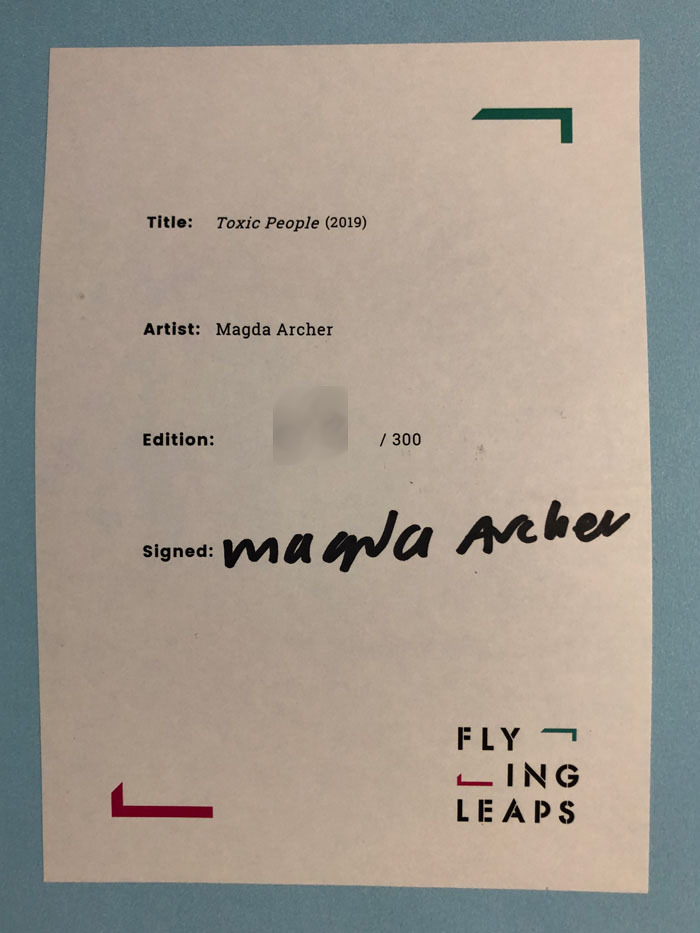 Title: Toxic People (2019)
Artist: Magda Archer
Edition: / 300
Signed: Magda Archer
FLY
ING
LEAPS